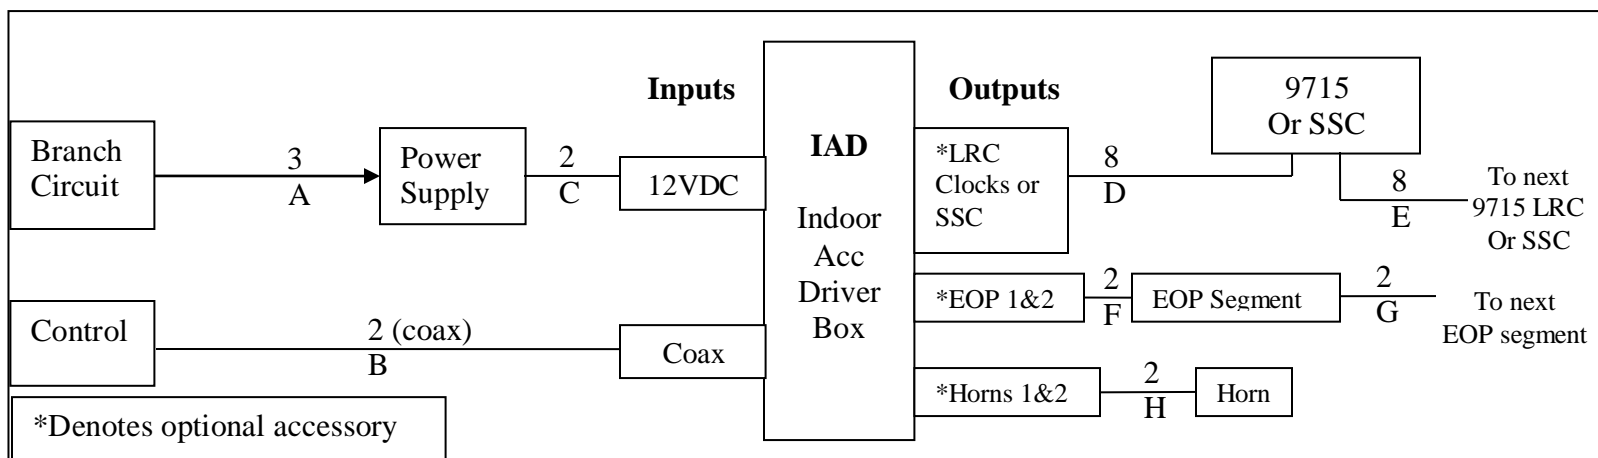 Inputs
Outputs
Branch
Circuit
3
A
Power
Supply
2
C
12VDC
Control
2 (coax)
B
Coax
*Denotes optional accessory
IAD
Indoor
Acc
Driver
Box
*LRC
Clocks or
SSC
8
D
9715
Or SSC
8
E
To next
9715 LRC
Or SSC
*EOP 1&2
2
F
EOP Segment
2
G
To next
EOP segment
*Horns 1&2
2
H
Horn